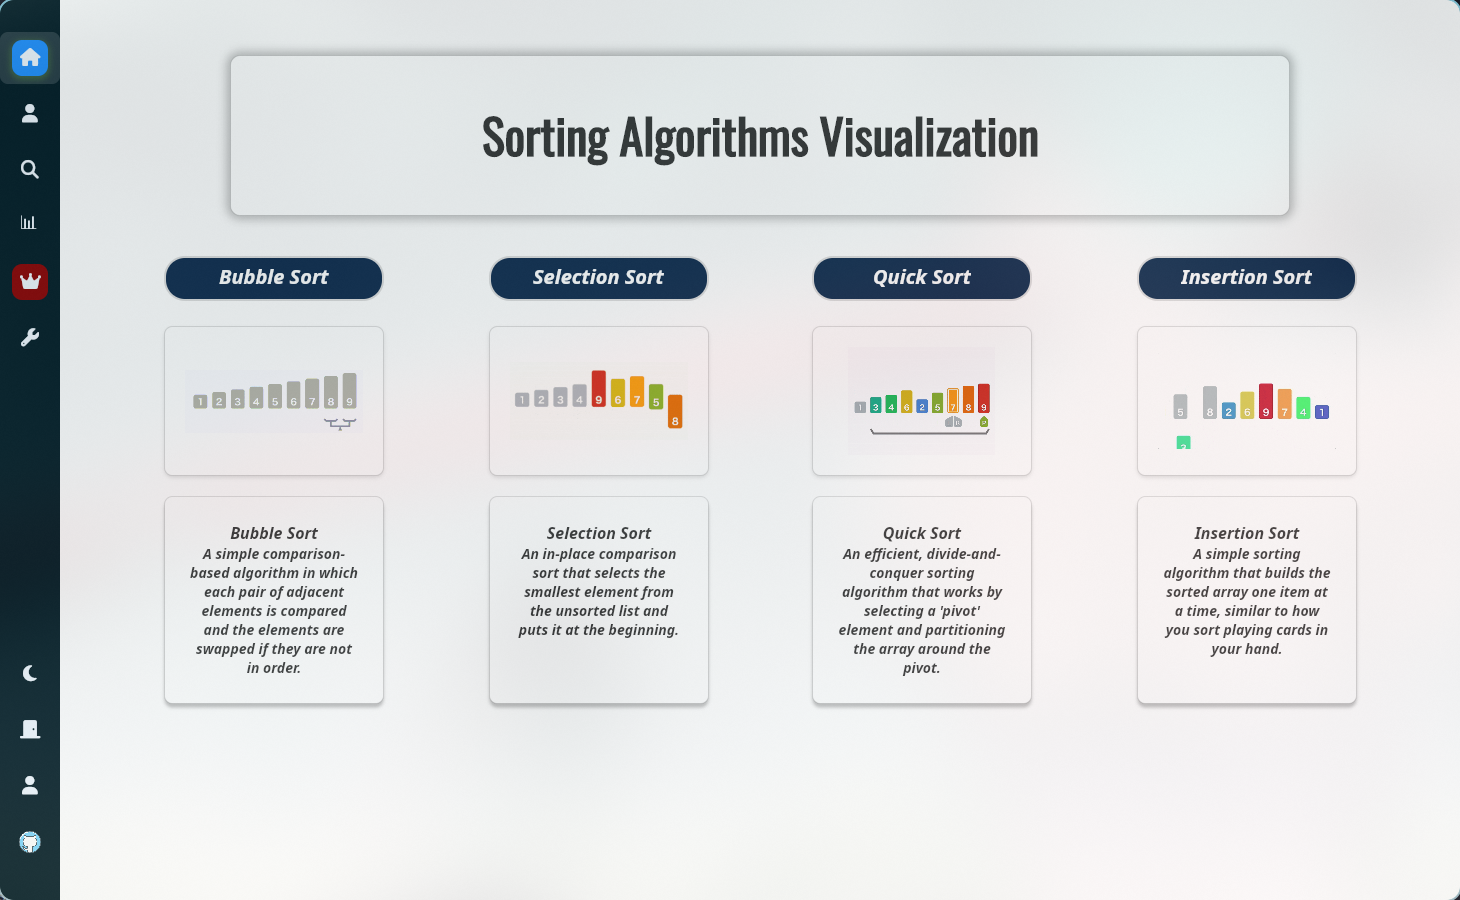 Sorting Algorithms Visualization
Bubble Sort
Selection Sort
Quick Sort
Insertion Sort
1 2 3 4 5 6 7 8 9
1 2 3 4 9 6 7 5
8
1 3 4 6 2 5 7 8 9
5 8 2 6 9 7 4 1
Bubble Sort
A simple comparison-
based algorithm in which
each pair of adjacent
elements is compared
and the elements are
swapped if they are not
in order.
Selection Sort
An in-place comparison
sort that selects the
smallest element from
the unsorted list and
puts it at the beginning.
Quick Sort
An efficient, divide-and-
conquer sorting
algorithm that works by
selecting a 'pivot'
element and partitioning
the array around the
pivot.
Insertion Sort
A simple sorting
algorithm that builds the
sorted array one item at
a time, similar to how
you sort playing cards in
your hand.